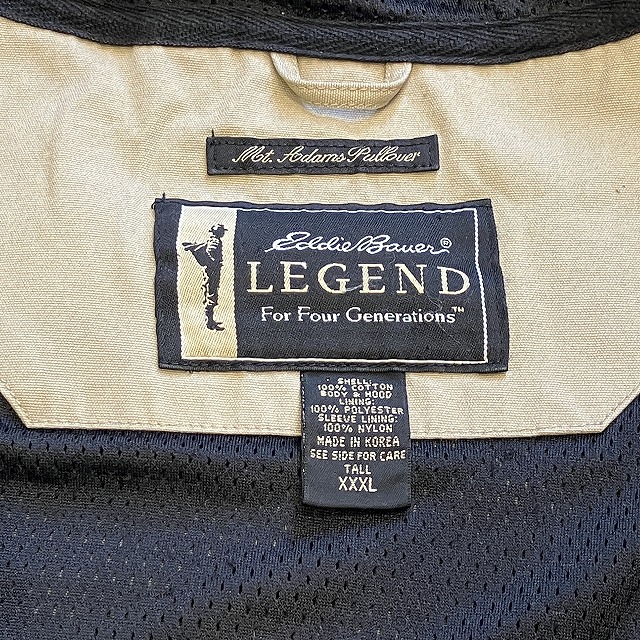 Mt. Adams Pullover
Eddie Bauer®
LEGEND
For Four Generations™
SHELL:
100% COTTON
BODY & HOOD
LINING:
100% POLYESTER
SLEEVE LINING:
100% NYLON
MADE IN KOREA
SEE SIDE FOR CARE
TALL
XXXL